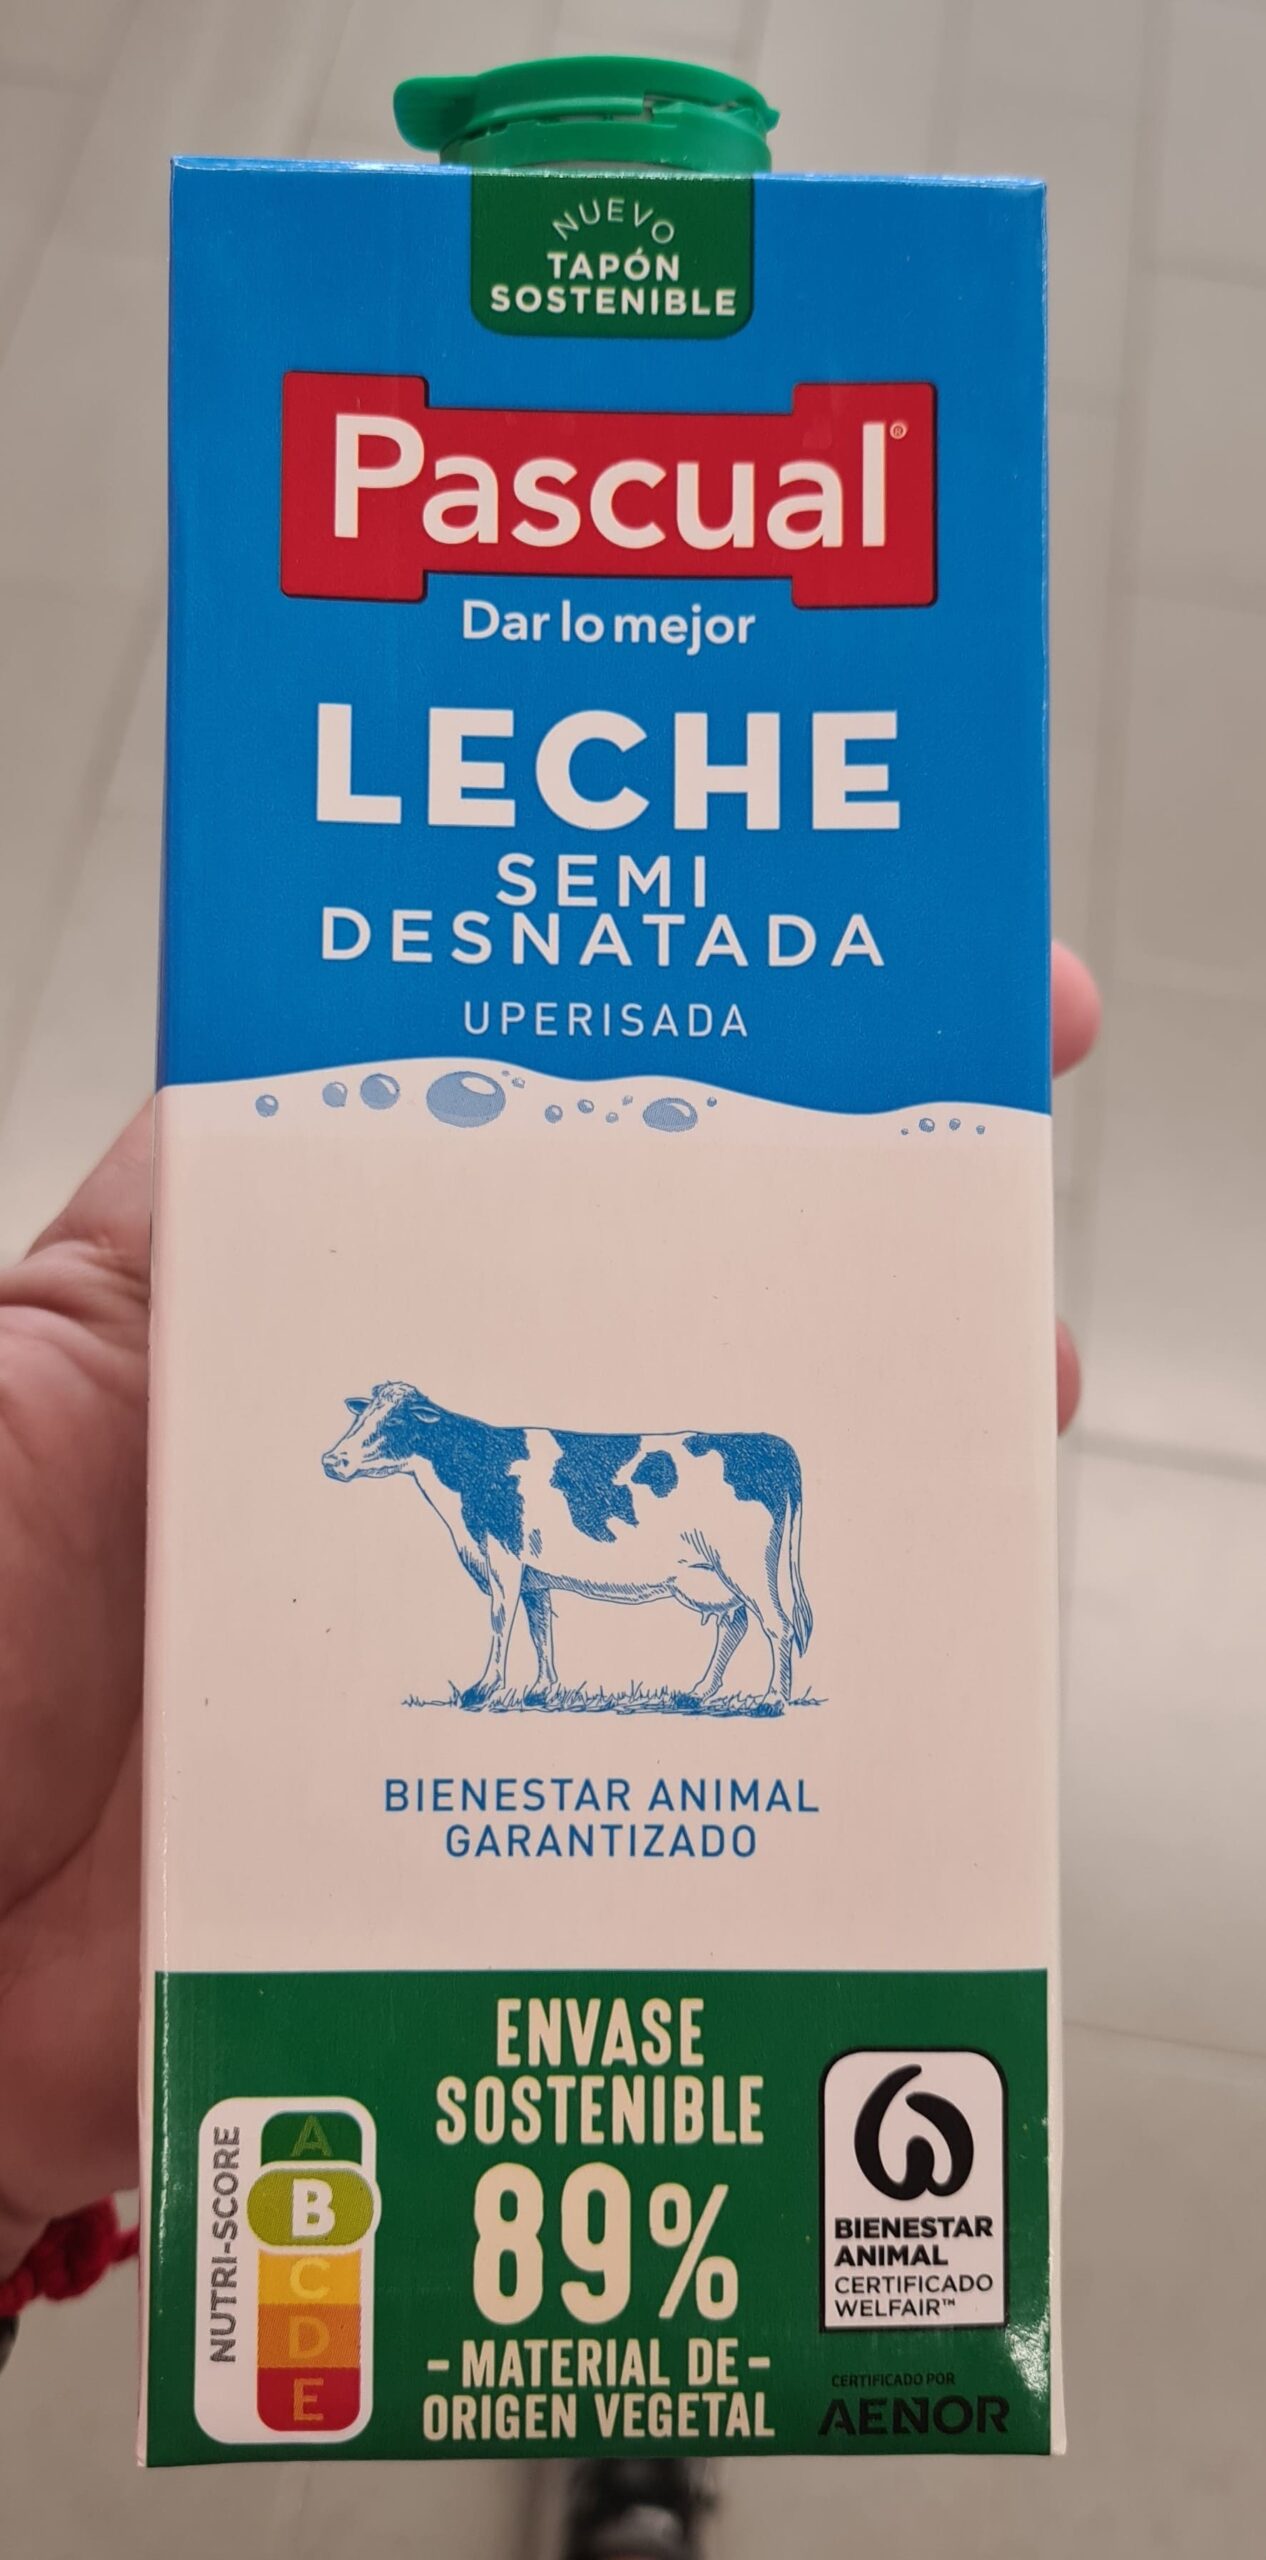 NUEVO
TAPÓN
SOSTENIBLE
Pascual®
Dar lo mejor
LECHE
SEMI
DESNATADA
UPERISADA
BIENESTAR ANIMAL
GARANTIZADO
ENVASE
SOSTENIBLE
89%
- MATERIAL DE -
ORIGEN VEGETAL
NUTRI-SCORE
A
B
C
D
E
BIENESTAR
ANIMAL
CERTIFICADO
WELFAIR™
CERTIFICADO POR
AENOR